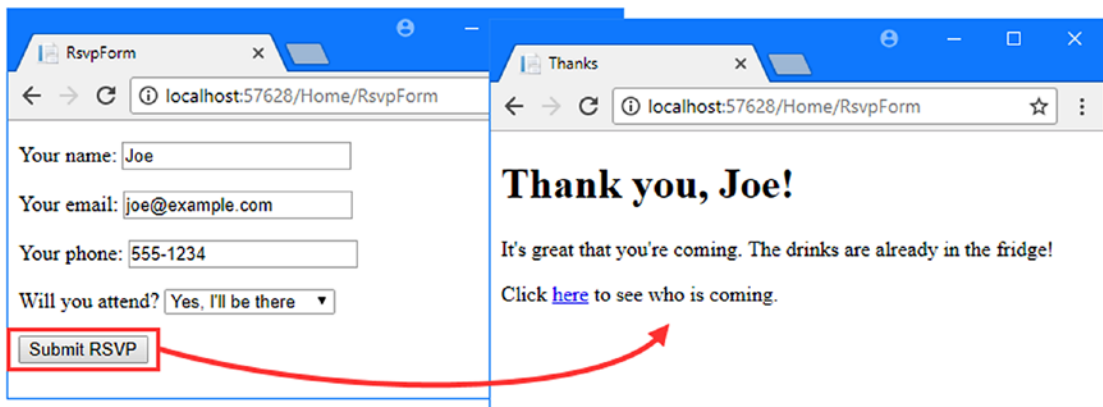 RsvpForm
localhost:57628/Home/RsvpForm
Your name: Joe
Your email: joe@example.com
Your phone: 555-1234
Will you attend? Yes, I'll be there
Submit RSVP
Thanks
localhost:57628/Home/RsvpForm
Thank you, Joe!
It's great that you're coming. The drinks are already in the fridge!
Click here to see who is coming.